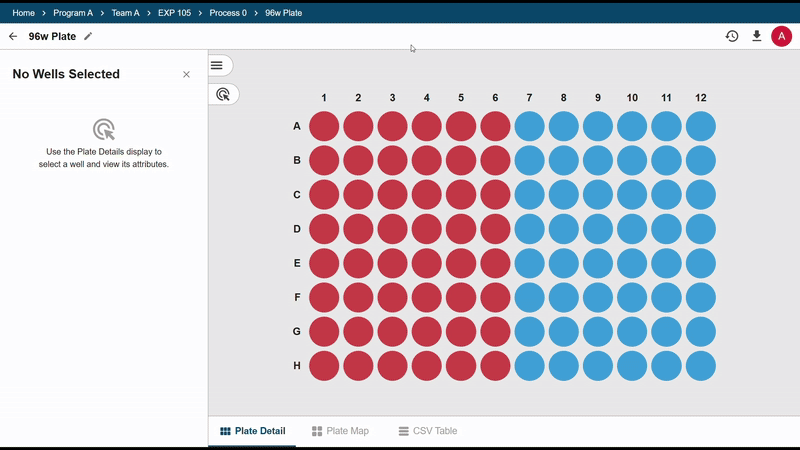 Home > Program A > Team A > EXP 105 > Process 0 > 96w Plate
96w Plate
A
No Wells Selected
Use the Plate Details display to
select a well and view its attributes.
1 2 3 4 5 6 7 8 9 10 11 12
A
B
C
D
E
F
G
H
Plate Detail Plate Map CSV Table